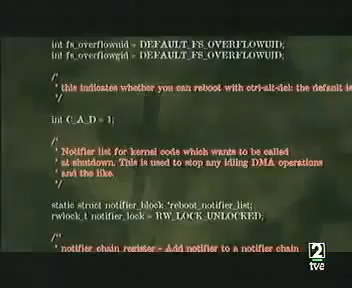 int fs_overflowuid = DEFAULT_FS_OVERFLOWUID;
int fs_overflowgid = DEFAULT_FS_OVERFLOWUID;
/*
* this indicates whether you can reboot with ctrl-alt-del: the default is
*/
int C_A_D = 1;
/*
* Notifier list for kernel code which wants to be called
* at shutdown. This is used to stop any idling DMA operations
* and the like.
*/
static struct notifier_block *reboot_notifier_list;
rwlock_t notifier_lock = RW_LOCK_UNLOCKED;
/**
* notifier_chain_register - Add notifier to a notifier chain
2
tve